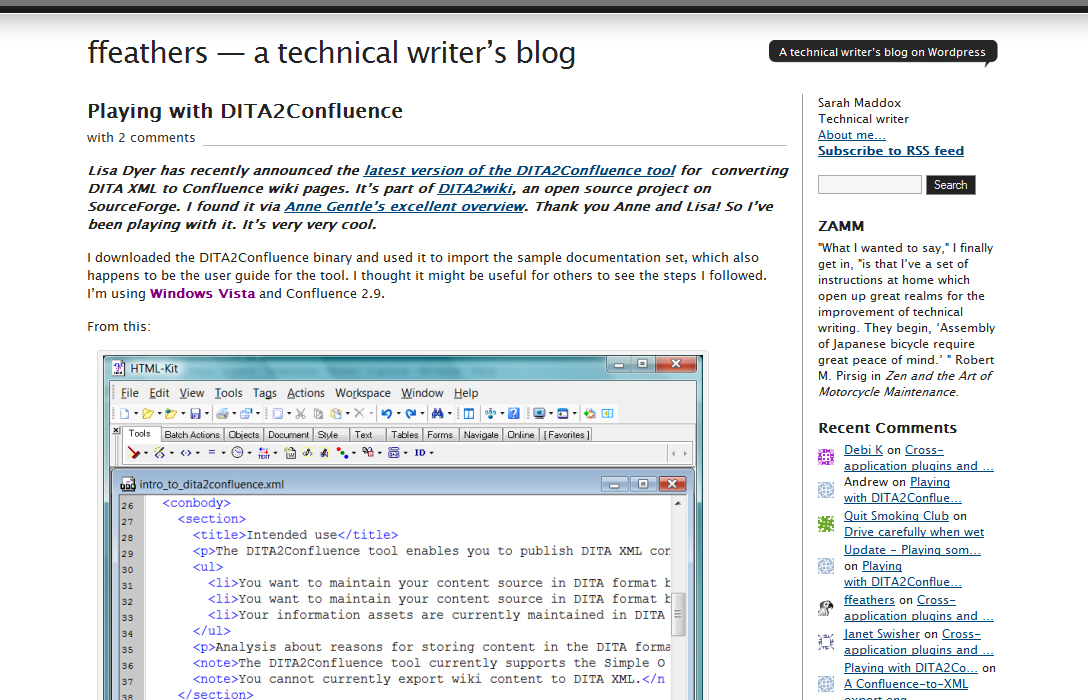 ffeathers — a technical writer's blog
A technical writer's blog on Wordpress
Playing with DITA2Confluence
with 2 comments
Lisa Dyer has recently announced the latest version of the DITA2Confluence tool for converting
DITA XML to Confluence wiki pages. It's part of DITA2wiki, an open source project on
SourceForge. I found it via Anne Gentle's excellent overview. Thank you Anne and Lisa! So I've
been playing with it. It's very very cool.
I downloaded the DITA2Confluence binary and used it to import the sample documentation set, which also
happens to be the user guide for the tool. I thought it might be useful for others to see the steps I followed.
I'm using Windows Vista and Confluence 2.9.
From this:
HTML-Kit
File Edit View Tools Tags Actions Workspace Window Help
Tools Batch Actions Objects Document Style Text Tables Forms Navigate Online [ Favorites ]
TEXT ID
intro_to_dita2confluence.xml
26 <conbody>
27 <section>
28 <title>Intended use</title>
29 <p>The DITA2Confluence tool enables you to publish DITA XML con
30 <ul>
31 <li>You want to maintain your content source in DITA format b
32 <li>You want to maintain your content source in DITA format b
33 <li>Your information assets are currently maintained in DITA
34 </ul>
35 <p>Analysis about reasons for storing content in the DITA forma
36 <note>The DITA2Confluence tool currently supports the Simple O
37 <note>You cannot currently export wiki content to DITA XML.</n
38 </section>
Sarah Maddox
Technical writer
About me...
Subscribe to RSS feed
Search
ZAMM
"What I wanted to say," I finally
get in, "is that I've a set of
instructions at home which
open up great realms for the
improvement of technical
writing. They begin, 'Assembly
of Japanese bicycle require
great peace of mind.' " Robert
M. Pirsig in Zen and the Art of
Motorcycle Maintenance.
Recent Comments
Debi K on Cross-
application plugins and ...
Andrew on Playing
with DITA2Conflue...
Quit Smoking Club on
Drive carefully when wet
Update – Playing som...
on Playing
with DITA2Conflue...
ffeathers on Cross-
application plugins and ...
Janet Swisher on Cross-
application plugins and ...
Playing with DITA2Co... on
A Confluence-to-XML
export eng